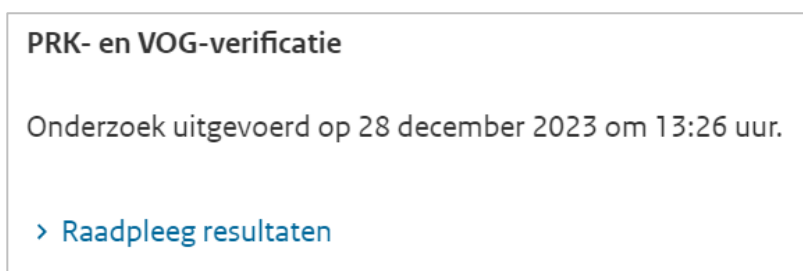 PRK- en VOG-verificatie
Onderzoek uitgevoerd op 28 december 2023 om 13:26 uur.
> Raadpleeg resultaten